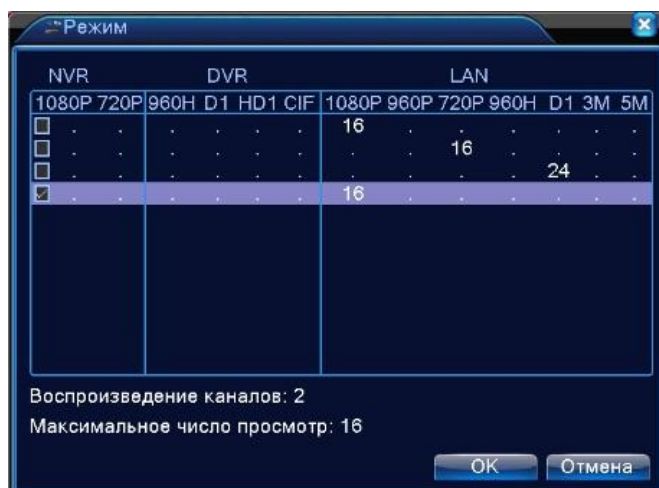 Режим
NVR DVR LAN
1080P 720P 960H D1 HD1 CIF 1080P 960P 720P 960H D1 3M 5M
. . . . . . 16 . . . . . .
. . . . . . . . 16 . . . .
. . . . . . . . . . 24 . .
. . . . . . 16 . . . . . .
Воспроизведение каналов: 2
Максимальное число просмотр: 16
OK Отмена